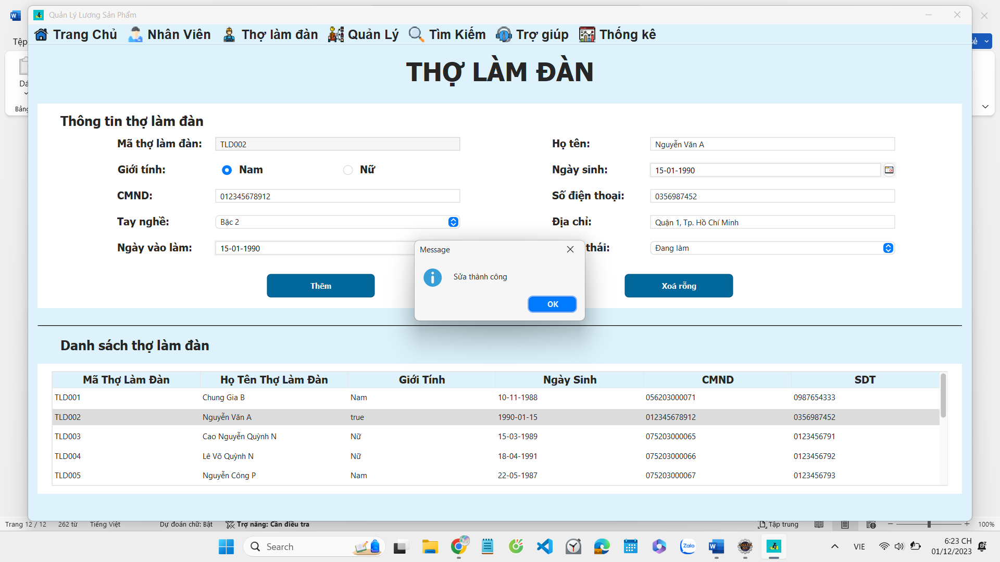 Quản Lý Lương Sản Phẩm
Tệp
Trang Chủ Nhân Viên Thợ làm đàn Quản Lý Tìm Kiếm Trợ giúp Thống kê
THỢ LÀM ĐÀN
Bảng
Thông tin thợ làm đàn
Mã thợ làm đàn: TLD002 Họ tên: Nguyễn Văn A
Giới tính: Nam Nữ Ngày sinh: 15-01-1990
CMND: 012345678912 Số điện thoại: 0356987452
Tay nghề: Bậc 2 Địa chỉ: Quận 1, Tp. Hồ Chí Minh
Ngày vào làm: 15-01-1990 thái: Đang làm
Message
Sửa thành công
OK
Thêm Xoá rỗng
Danh sách thợ làm đàn
Mã Thợ Làm Đàn Họ Tên Thợ Làm Đàn Giới Tính Ngày Sinh CMND SDT
TLD001 Chung Gia B Nam 10-11-1988 056203000071 0987654333
TLD002 Nguyễn Văn A true 1990-01-15 012345678912 0356987452
TLD003 Cao Nguyễn Quỳnh N Nữ 15-03-1989 075203000065 0123456791
TLD004 Lê Võ Quỳnh N Nữ 18-04-1991 075203000066 0123456792
TLD005 Nguyễn Công P Nam 22-05-1987 075203000067 0123456793
Trang 12 / 12 262 từ Tiếng Việt Dự đoán chữ: Bật Trợ năng: Cần điều tra Tập trung 100%
Search Zalo VIE 6:23 CH
01/12/2023